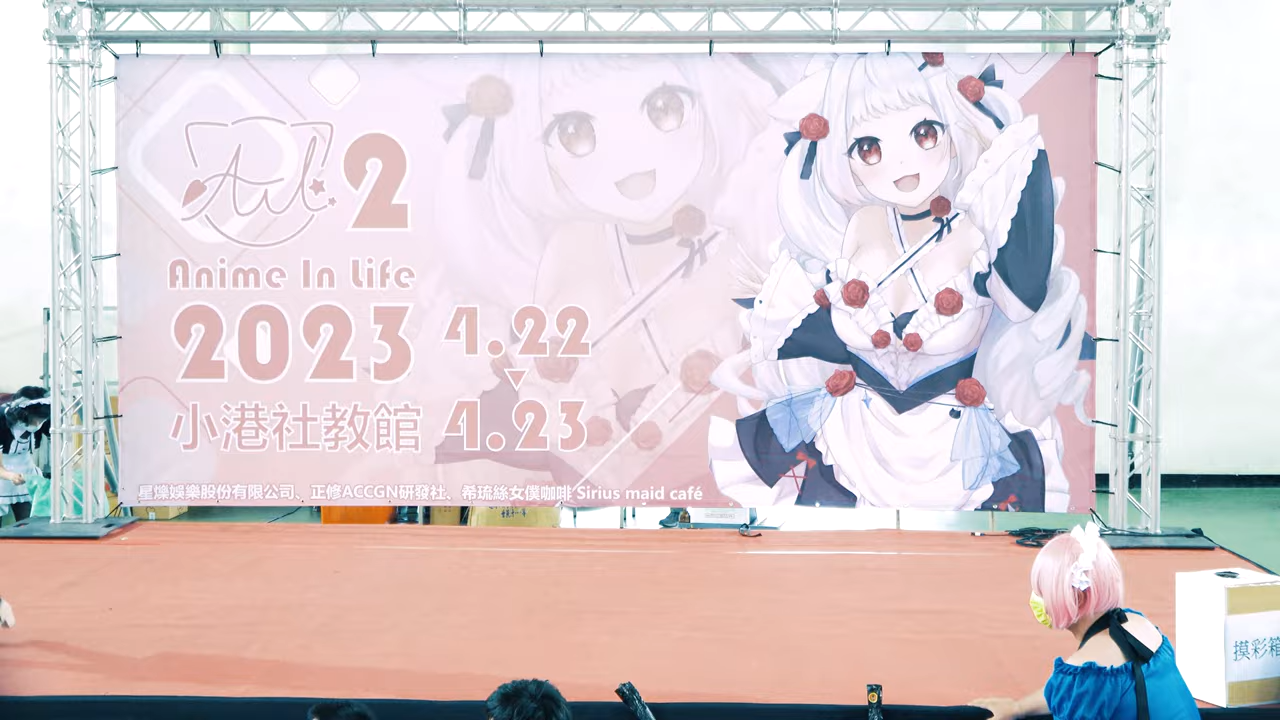 AiL 2
Anime In Life
2023 4.22
▽
小港社教館 4.23
星爍娛樂股份有限公司、正修ACCGN研發社、希琉絲女僕咖啡 Sirius maid café
摸彩箱